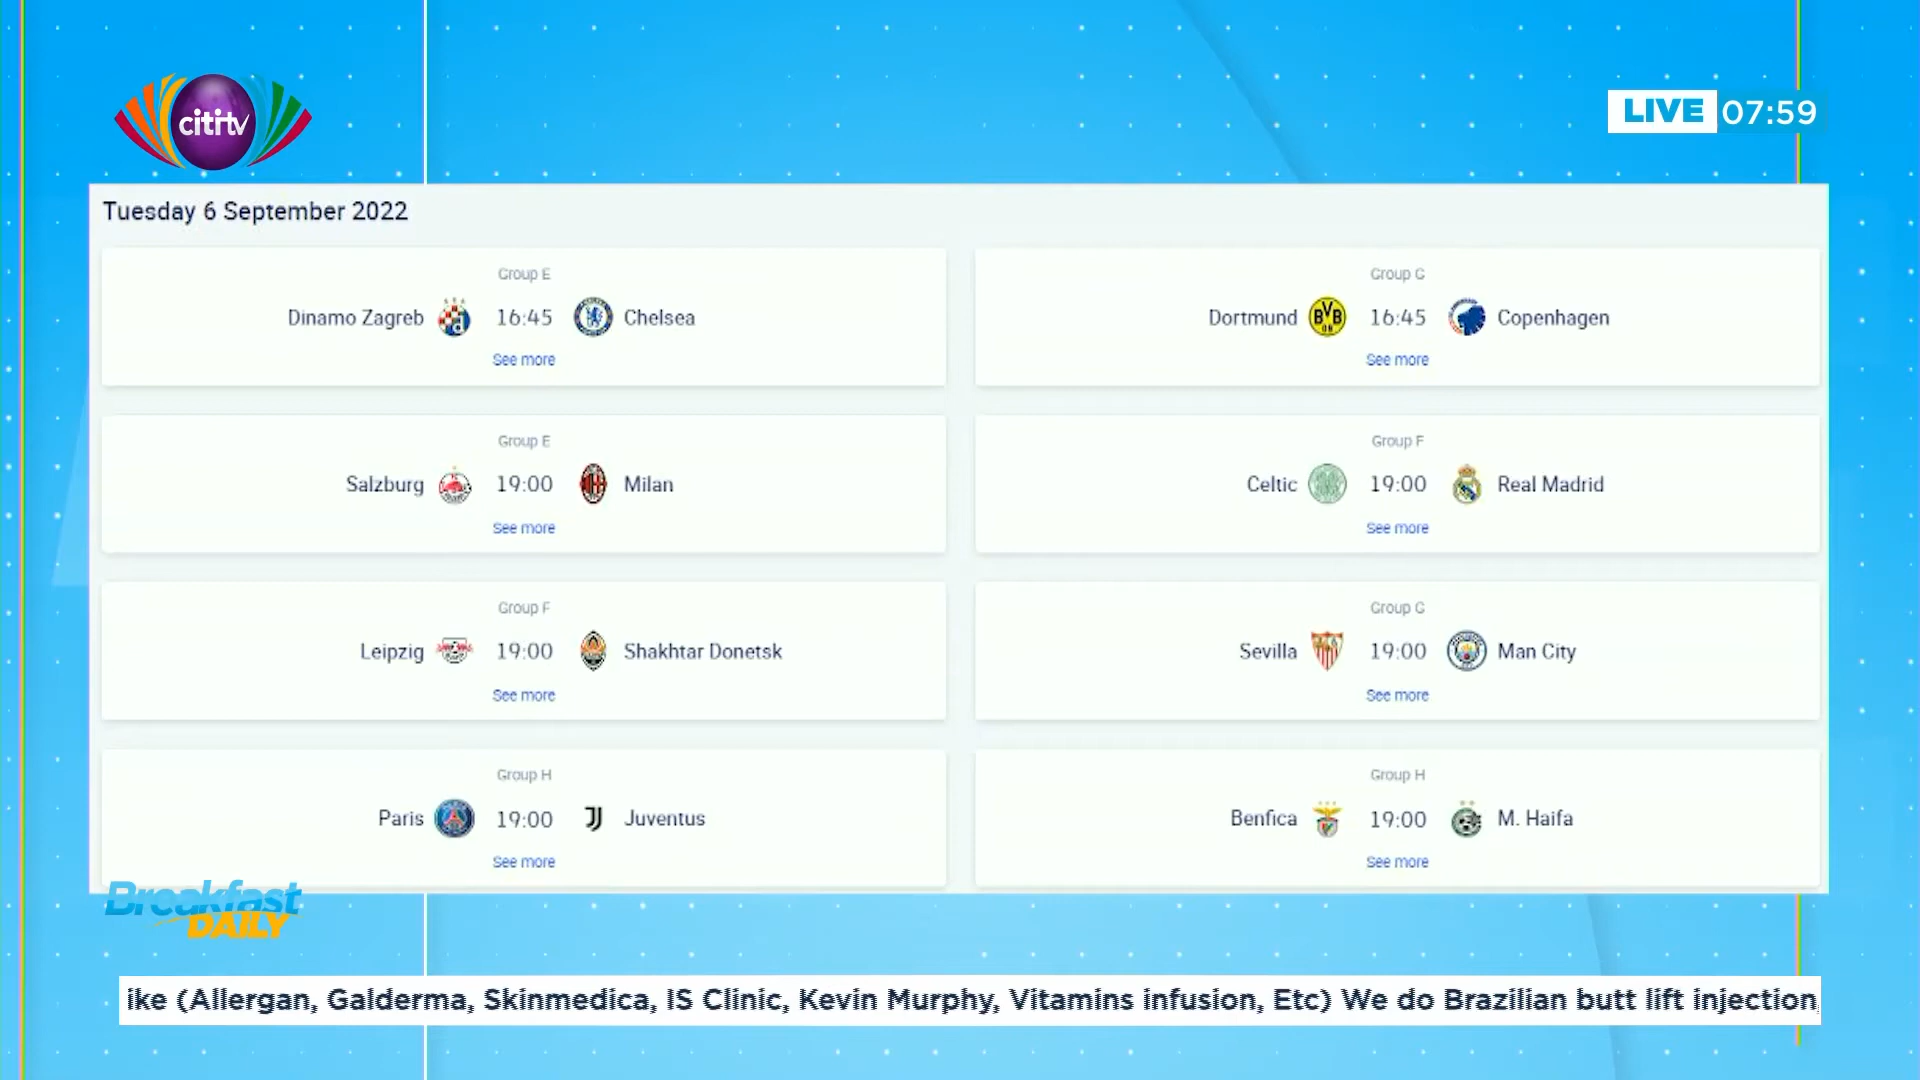 citi tv
LIVE 07:59
Tuesday 6 September 2022
Group E
Dinamo Zagreb 16:45 Chelsea
See more
Group G
Dortmund BVB 09 16:45 Copenhagen
See more
Group E
Salzburg 19:00 Milan
See more
Group F
Celtic 19:00 Real Madrid
See more
Group F
Leipzig 19:00 Shakhtar Donetsk
See more
Group G
Sevilla 19:00 Man City
See more
Group H
Paris 19:00 Juventus
See more
Group H
Benfica 19:00 M. Haifa
See more
Breakfast
DAILY
ike (Allergan, Galderma, Skinmedica, IS Clinic, Kevin Murphy, Vitamins infusion, Etc) We do Brazilian butt lift injection,